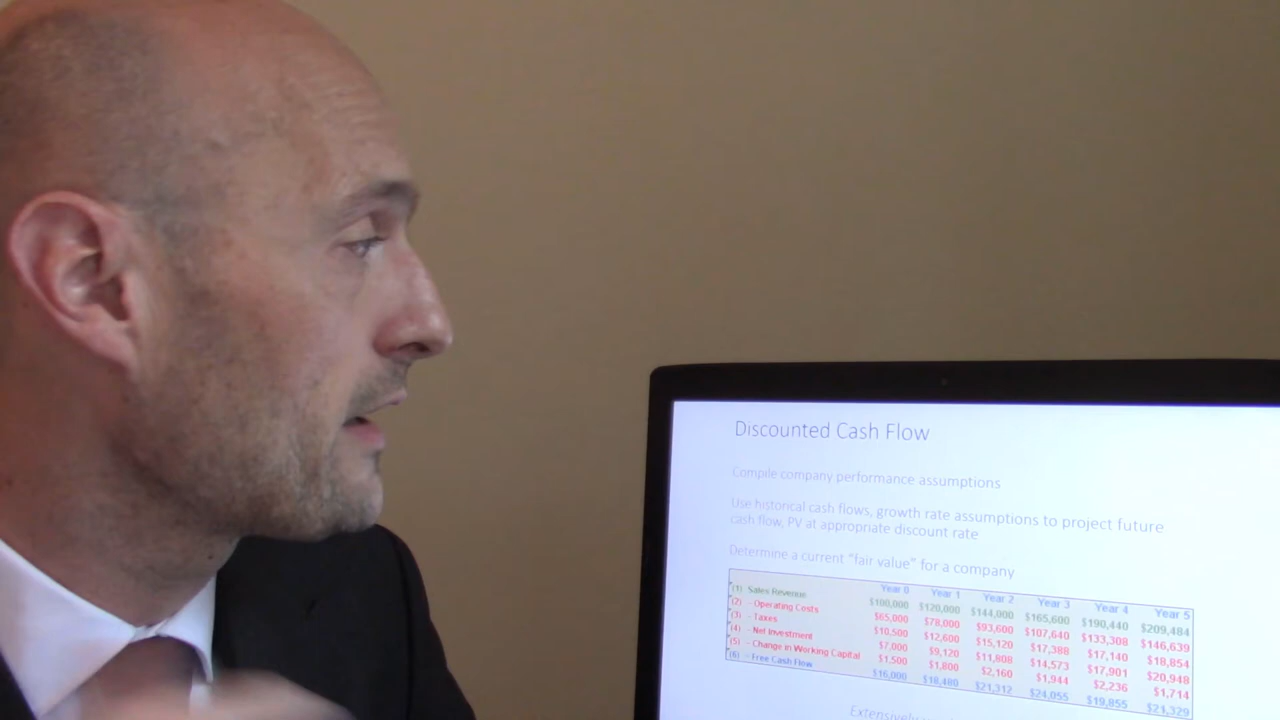 Discounted Cash Flow
Compile company performance assumptions
Use historical cash flows, growth rate assumptions to project future
cash flow, PV at appropriate discount rate
Determine a current "fair value" for a company
Year 0 Year 1 Year 2 Year 3 Year 4 Year 5
(1) Sales Revenue $100,000 $120,000 $144,000 $165,600 $190,440 $209,484
(2) - Operating Costs $65,000 $78,000 $93,600 $107,640 $133,308 $146,639
(3) - Taxes $10,500 $12,600 $15,120 $17,388 $17,140 $18,854
(4) - Net Investment $7,000 $9,120 $11,808 $14,573 $17,901 $20,948
(5) - Change in Working Capital $1,500 $1,800 $2,160 $1,944 $2,236 $1,714
(6) = Free Cash Flow $16,000 $18,480 $21,312 $24,055 $19,855 $21,329
Extensively